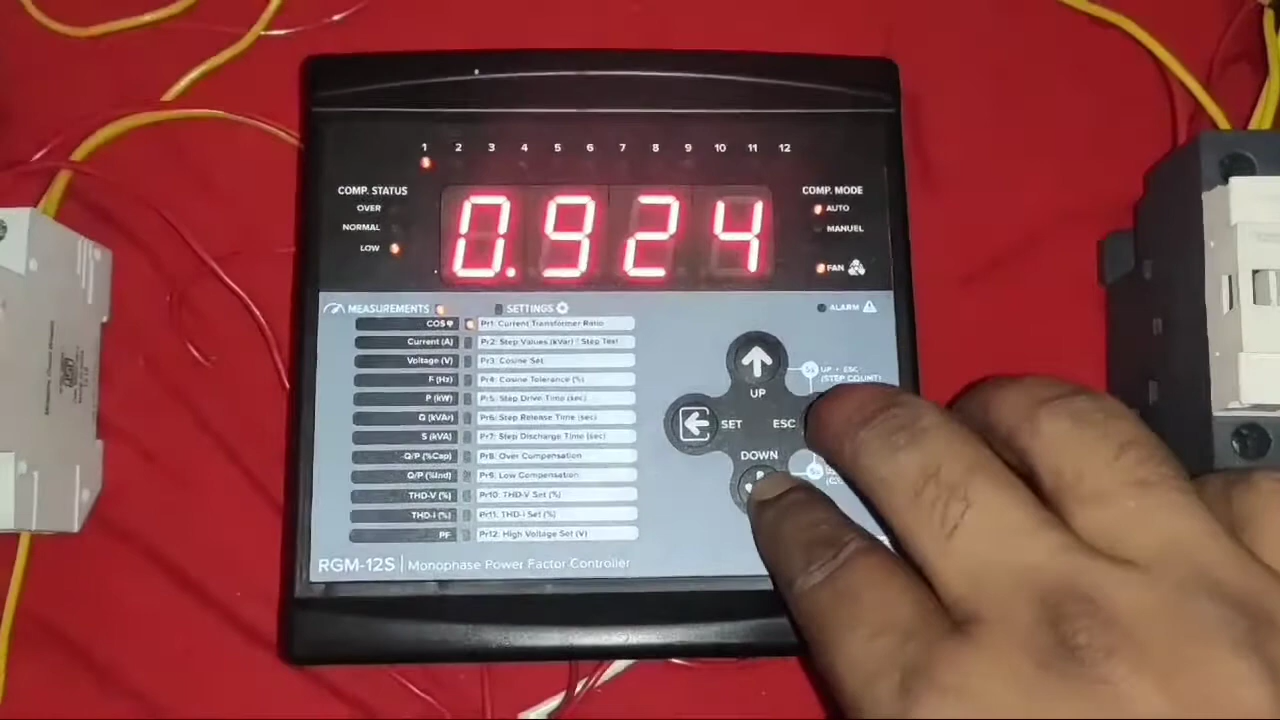 1 2 3 4 5 6 7 8 9 10 11 12
COMP. STATUS
OVER
NORMAL
LOW
0.924
COMP. MODE
AUTO
MANUEL
FAN
ALARM
MEASUREMENTS SETTINGS
COSφ Pr1: Current Transformer Ratio
Current (A) Pr2: Step Values (kVar) / Step Test
Voltage (V) Pr3: Cosine Set
F (Hz) Pr4: Cosine Tolerance (%)
P (kW) Pr5: Step Drive Time (sec)
Q (kVAr) Pr6: Step Release Time (sec)
S (kVA) Pr7: Step Discharge Time (sec)
Q/P (%Cap) Pr8: Over Compensation
Q/P (%Ind) Pr9: Low Compensation
THD-V (%) Pr10: THD-V Set (%)
THD-I (%) Pr11: THD-I Set (%)
PF Pr12: High Voltage Set (V)
UP
SET
ESC
DOWN
UP + ESC
(STEP COUNT)
RGM-12S | Monophase Power Factor Controller